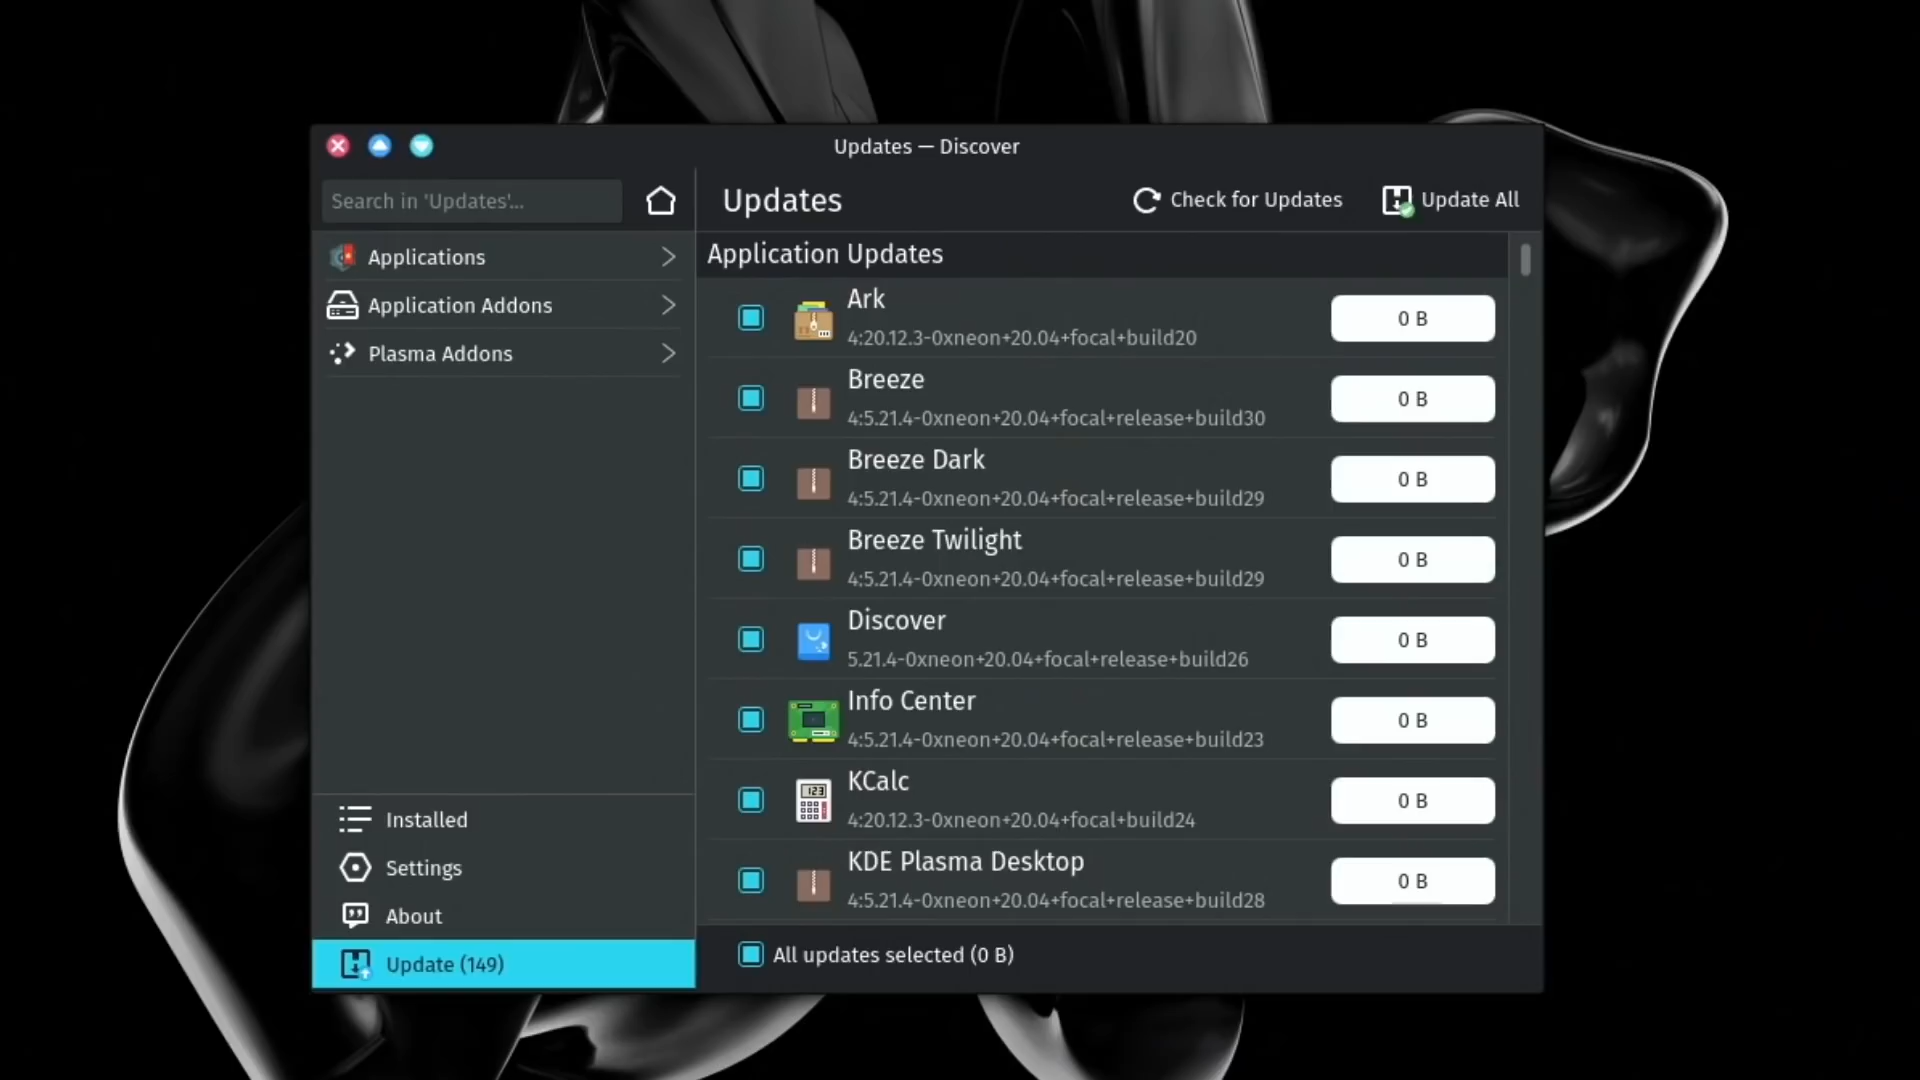 Updates — Discover
Search in 'Updates'...
Updates
Check for Updates
Update All
Applications
Application Addons
Plasma Addons
Installed
Settings
About
Update (149)
Application Updates
Ark
4:20.12.3-0xneon+20.04+focal+build20
0 B
Breeze
4:5.21.4-0xneon+20.04+focal+release+build30
0 B
Breeze Dark
4:5.21.4-0xneon+20.04+focal+release+build29
0 B
Breeze Twilight
4:5.21.4-0xneon+20.04+focal+release+build29
0 B
Discover
5.21.4-0xneon+20.04+focal+release+build26
0 B
Info Center
4:5.21.4-0xneon+20.04+focal+release+build23
0 B
KCalc
4:20.12.3-0xneon+20.04+focal+build24
0 B
KDE Plasma Desktop
4:5.21.4-0xneon+20.04+focal+release+build28
0 B
All updates selected (0 B)